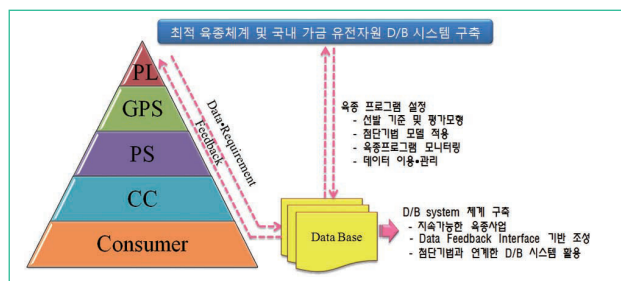 최적 육종체계 및 국내 가금 유전자원 D/B 시스템 구축
PL
GPS
PS
CC
Consumer
Data•Requirement
Feedback
육종 프로그램 설정
- 선발 기준 및 평가모형
- 첨단기법 모델 적용
- 육종프로그램 모니터링
- 데이터 이용•관리
Data Base
D/B system 체계 구축
- 지속가능한 육종사업
- Data Feedback Interface 기반 조성
- 첨단기법과 연계한 D/B 시스템 활용